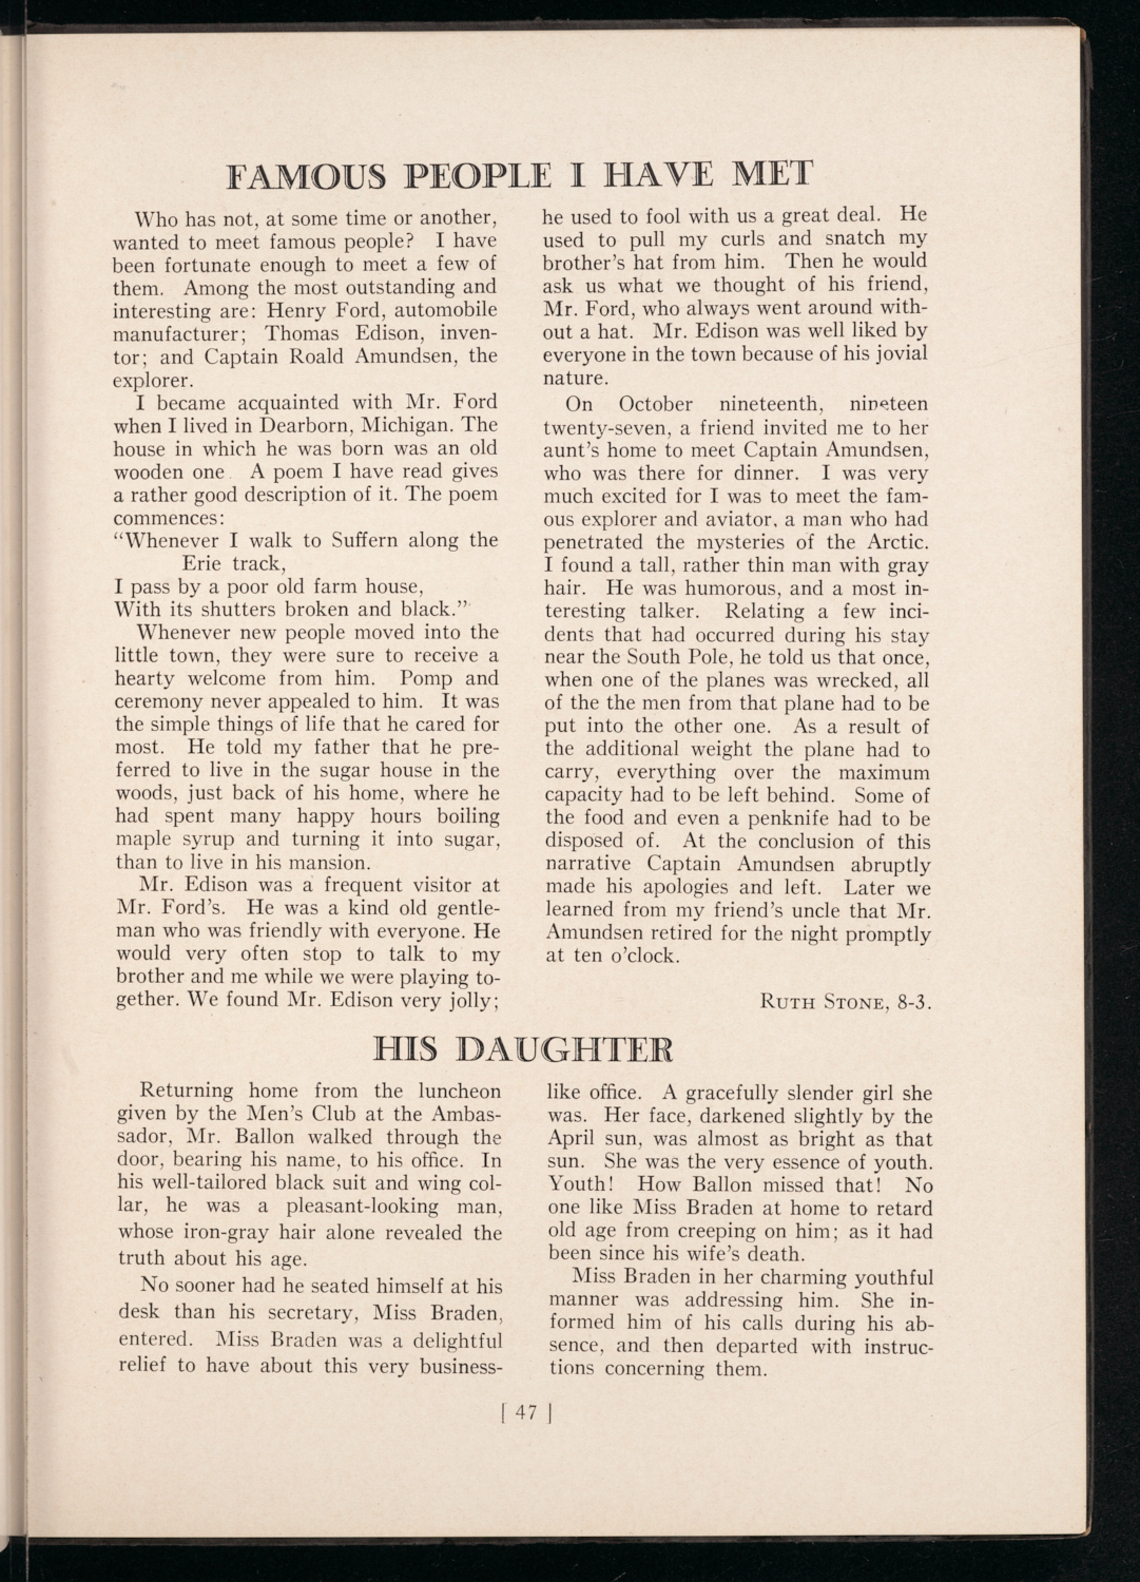 FAMOUS PEOPLE I HAVE MET
Who has not, at some time or another,
wanted to meet famous people? I have
been fortunate enough to meet a few of
them. Among the most outstanding and
interesting are: Henry Ford, automobile
manufacturer; Thomas Edison, inven-
tor; and Captain Roald Amundsen, the
explorer.
I became acquainted with Mr. Ford
when I lived in Dearborn, Michigan. The
house in which he was born was an old
wooden one. A poem I have read gives
a rather good description of it. The poem
commences:
“Whenever I walk to Suffern along the
Erie track,
I pass by a poor old farm house,
With its shutters broken and black.”
Whenever new people moved into the
little town, they were sure to receive a
hearty welcome from him. Pomp and
ceremony never appealed to him. It was
the simple things of life that he cared for
most. He told my father that he pre-
ferred to live in the sugar house in the
woods, just back of his home, where he
had spent many happy hours boiling
maple syrup and turning it into sugar,
than to live in his mansion.
Mr. Edison was a frequent visitor at
Mr. Ford’s. He was a kind old gentle-
man who was friendly with everyone. He
would very often stop to talk to my
brother and me while we were playing to-
gether. We found Mr. Edison very jolly;
he used to fool with us a great deal. He
used to pull my curls and snatch my
brother’s hat from him. Then he would
ask us what we thought of his friend,
Mr. Ford, who always went around with-
out a hat. Mr. Edison was well liked by
everyone in the town because of his jovial
nature.
On October nineteenth, nineteen
twenty-seven, a friend invited me to her
aunt’s home to meet Captain Amundsen,
who was there for dinner. I was very
much excited for I was to meet the fam-
ous explorer and aviator, a man who had
penetrated the mysteries of the Arctic.
I found a tall, rather thin man with gray
hair. He was humorous, and a most in-
teresting talker. Relating a few inci-
dents that had occurred during his stay
near the South Pole, he told us that once,
when one of the planes was wrecked, all
of the the men from that plane had to be
put into the other one. As a result of
the additional weight the plane had to
carry, everything over the maximum
capacity had to be left behind. Some of
the food and even a penknife had to be
disposed of. At the conclusion of this
narrative Captain Amundsen abruptly
made his apologies and left. Later we
learned from my friend’s uncle that Mr.
Amundsen retired for the night promptly
at ten o’clock.
RUTH STONE, 8-3.
HIS DAUGHTER
Returning home from the luncheon
given by the Men’s Club at the Ambas-
sador, Mr. Ballon walked through the
door, bearing his name, to his office. In
his well-tailored black suit and wing col-
lar, he was a pleasant-looking man,
whose iron-gray hair alone revealed the
truth about his age.
No sooner had he seated himself at his
desk than his secretary, Miss Braden,
entered. Miss Braden was a delightful
relief to have about this very business-
like office. A gracefully slender girl she
was. Her face, darkened slightly by the
April sun, was almost as bright as that
sun. She was the very essence of youth.
Youth! How Ballon missed that! No
one like Miss Braden at home to retard
old age from creeping on him; as it had
been since his wife’s death.
Miss Braden in her charming youthful
manner was addressing him. She in-
formed him of his calls during his ab-
sence, and then departed with instruc-
tions concerning them.
[ 47 ]